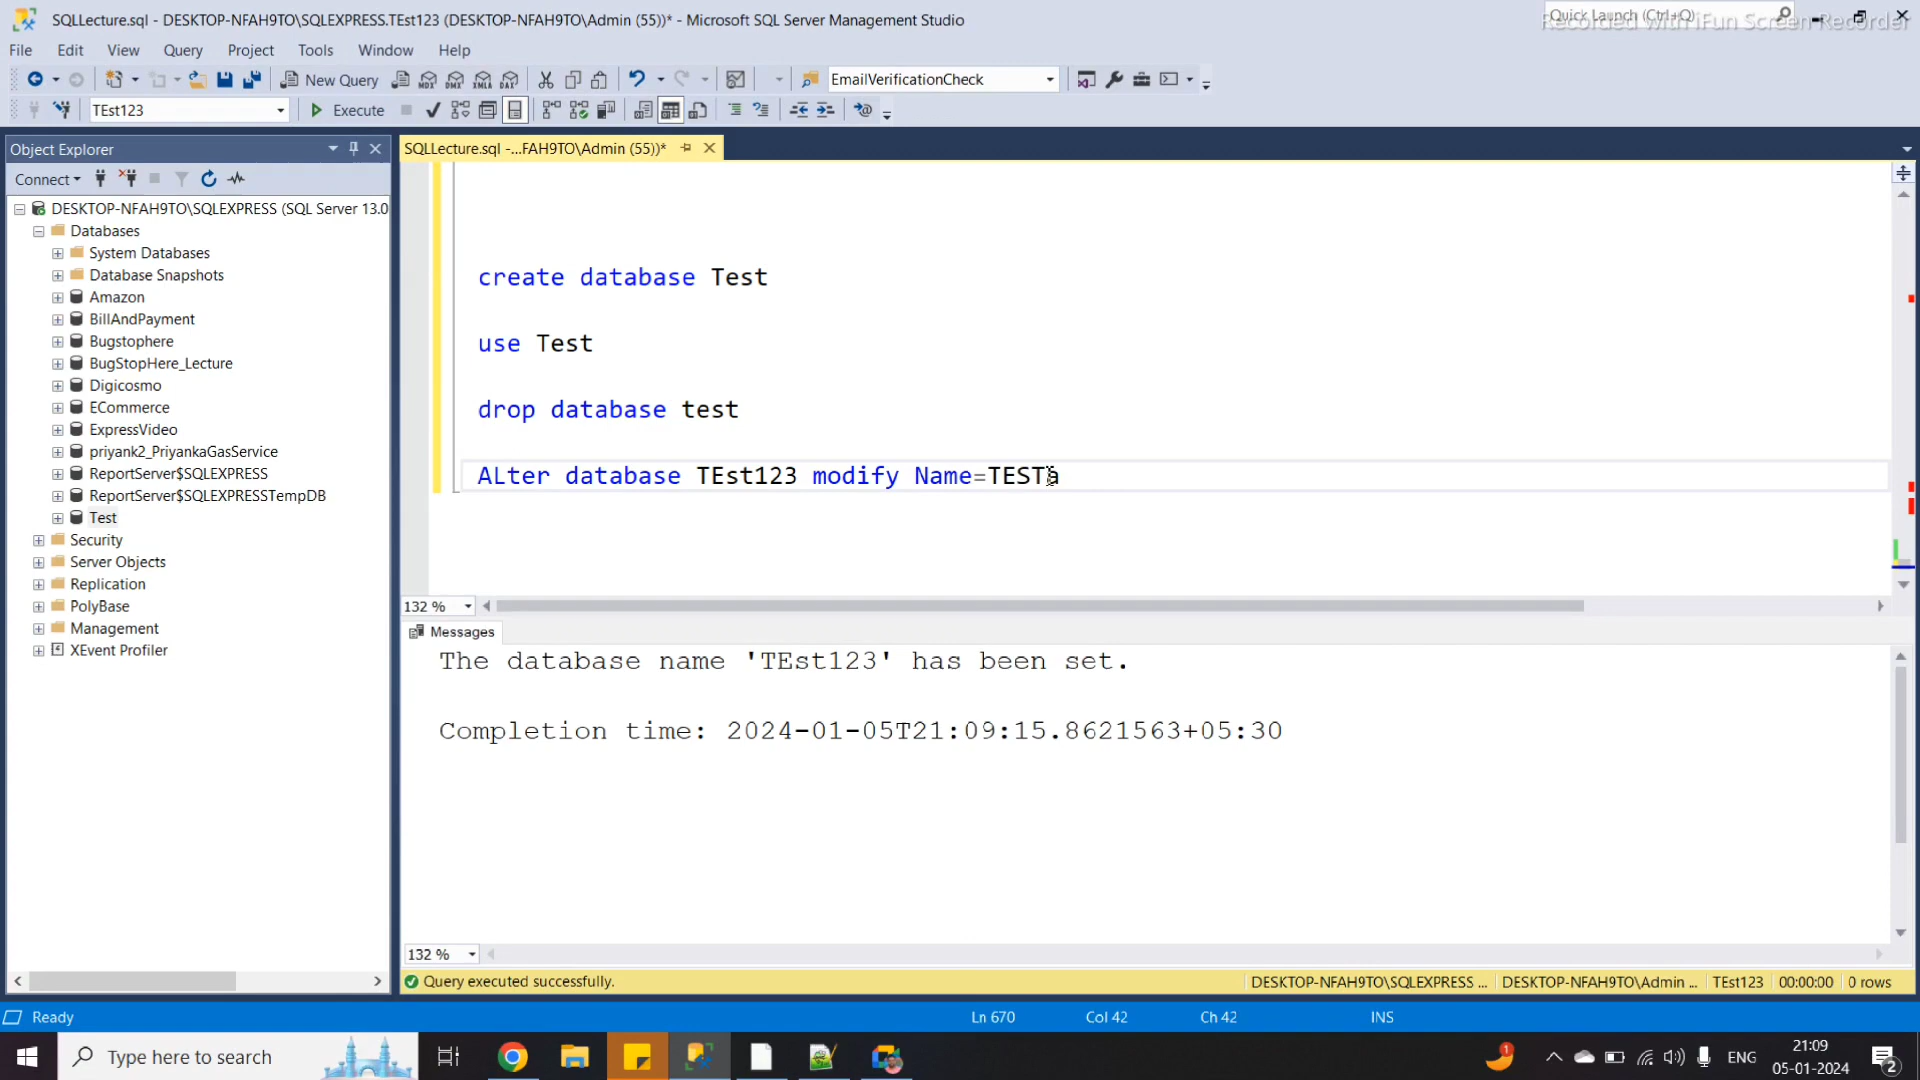 SQLLecture.sql - DESKTOP-NFAH9TO\SQLEXPRESS.TEst123 (DESKTOP-NFAH9TO\Admin (55))* - Microsoft SQL Server Management Studio
Quick Launch (Ctrl+Q)
Recorded with iFun Screen Recorder
File Edit View Query Project Tools Window Help
New Query MDX DMX XMLA DAX EmailVerificationCheck
TEst123 Execute
Object Explorer
SQLLecture.sql -...FAH9TO\Admin (55))*
Connect
DESKTOP-NFAH9TO\SQLEXPRESS (SQL Server 13.0
Databases
System Databases
Database Snapshots
Amazon
BillAndPayment
Bugstophere
BugStopHere_Lecture
Digicosmo
ECommerce
ExpressVideo
priyank2_PriyankaGasService
ReportServer$SQLEXPRESS
ReportServer$SQLEXPRESSTempDB
Test
Security
Server Objects
Replication
PolyBase
Management
XEvent Profiler
create database Test
use Test
drop database test
ALter database TEst123 modify Name=TESTa
132 %
Messages
The database name 'TEst123' has been set.
Completion time: 2024-01-05T21:09:15.8621563+05:30
132 %
Query executed successfully. DESKTOP-NFAH9TO\SQLEXPRESS ... DESKTOP-NFAH9TO\Admin ... TEst123 00:00:00 0 rows
Ready Ln 670 Col 42 Ch 42 INS
Type here to search
1
ENG
21:09
05-01-2024
2